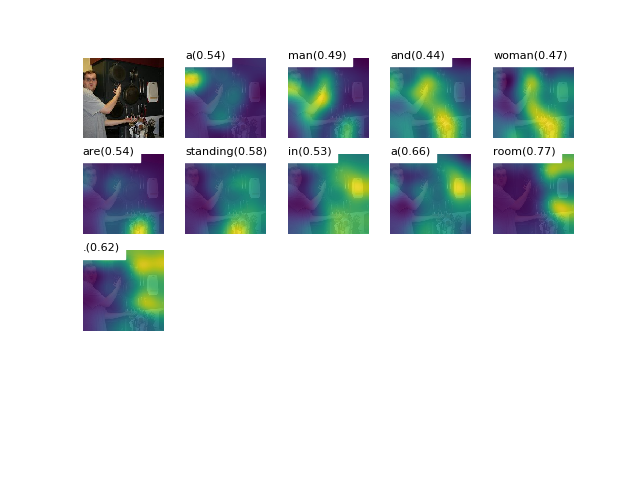 a(0.54) man(0.49) and(0.44) woman(0.47)
are(0.54) standing(0.58) in(0.53) a(0.66) room(0.77)
.(0.62)